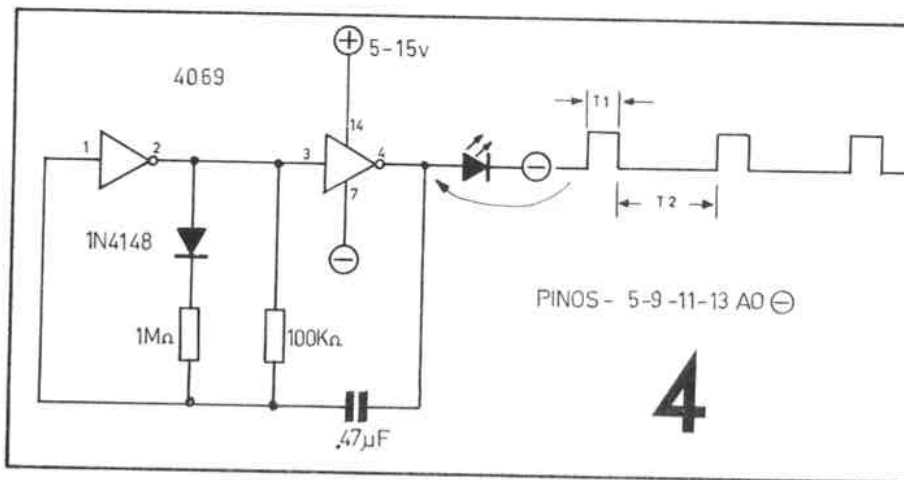 5-15v
4069
T1
14
1
2
3
4
7
T2
1N4148
PINOS - 5-9-11-13 AO ⊖
1MΩ
100KΩ
4
.47µF